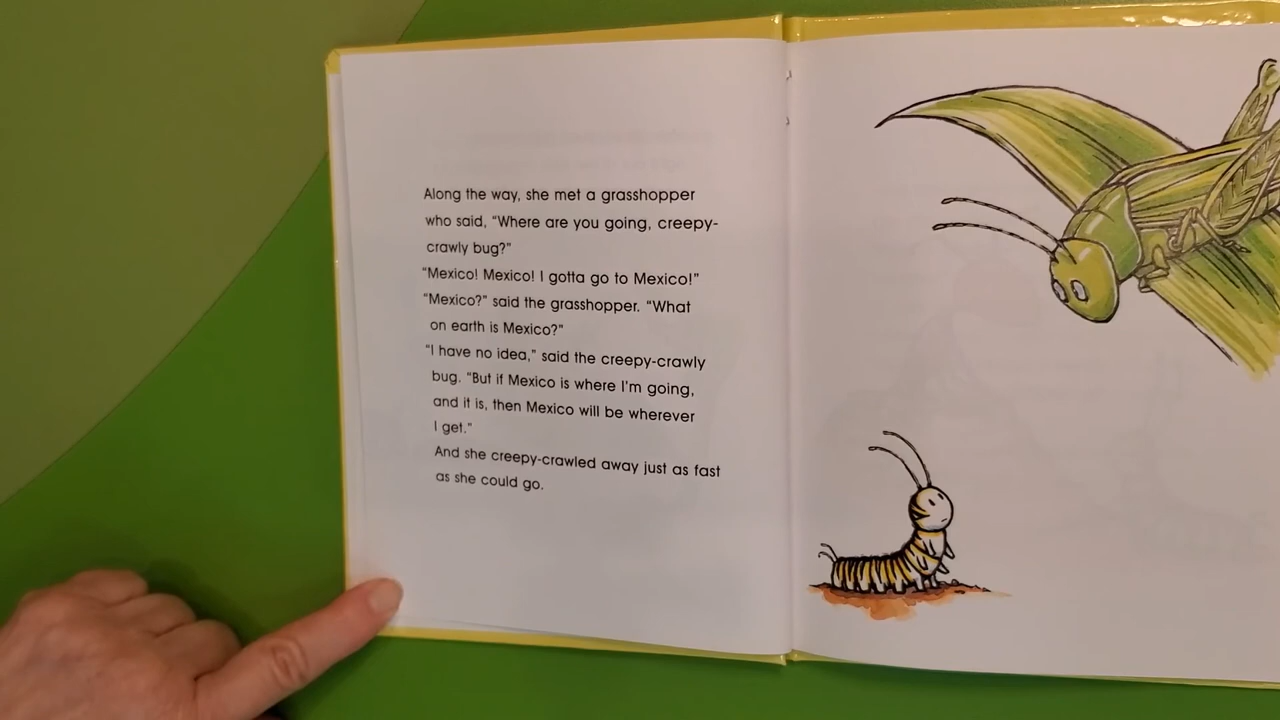 Along the way, she met a grasshopper
who said, “Where are you going, creepy-
crawly bug?”
“Mexico! Mexico! I gotta go to Mexico!”
“Mexico?” said the grasshopper. “What
on earth is Mexico?”
“I have no idea,” said the creepy-crawly
bug. “But if Mexico is where I’m going,
and it is, then Mexico will be wherever
I get.”
And she creepy-crawled away just as fast
as she could go.